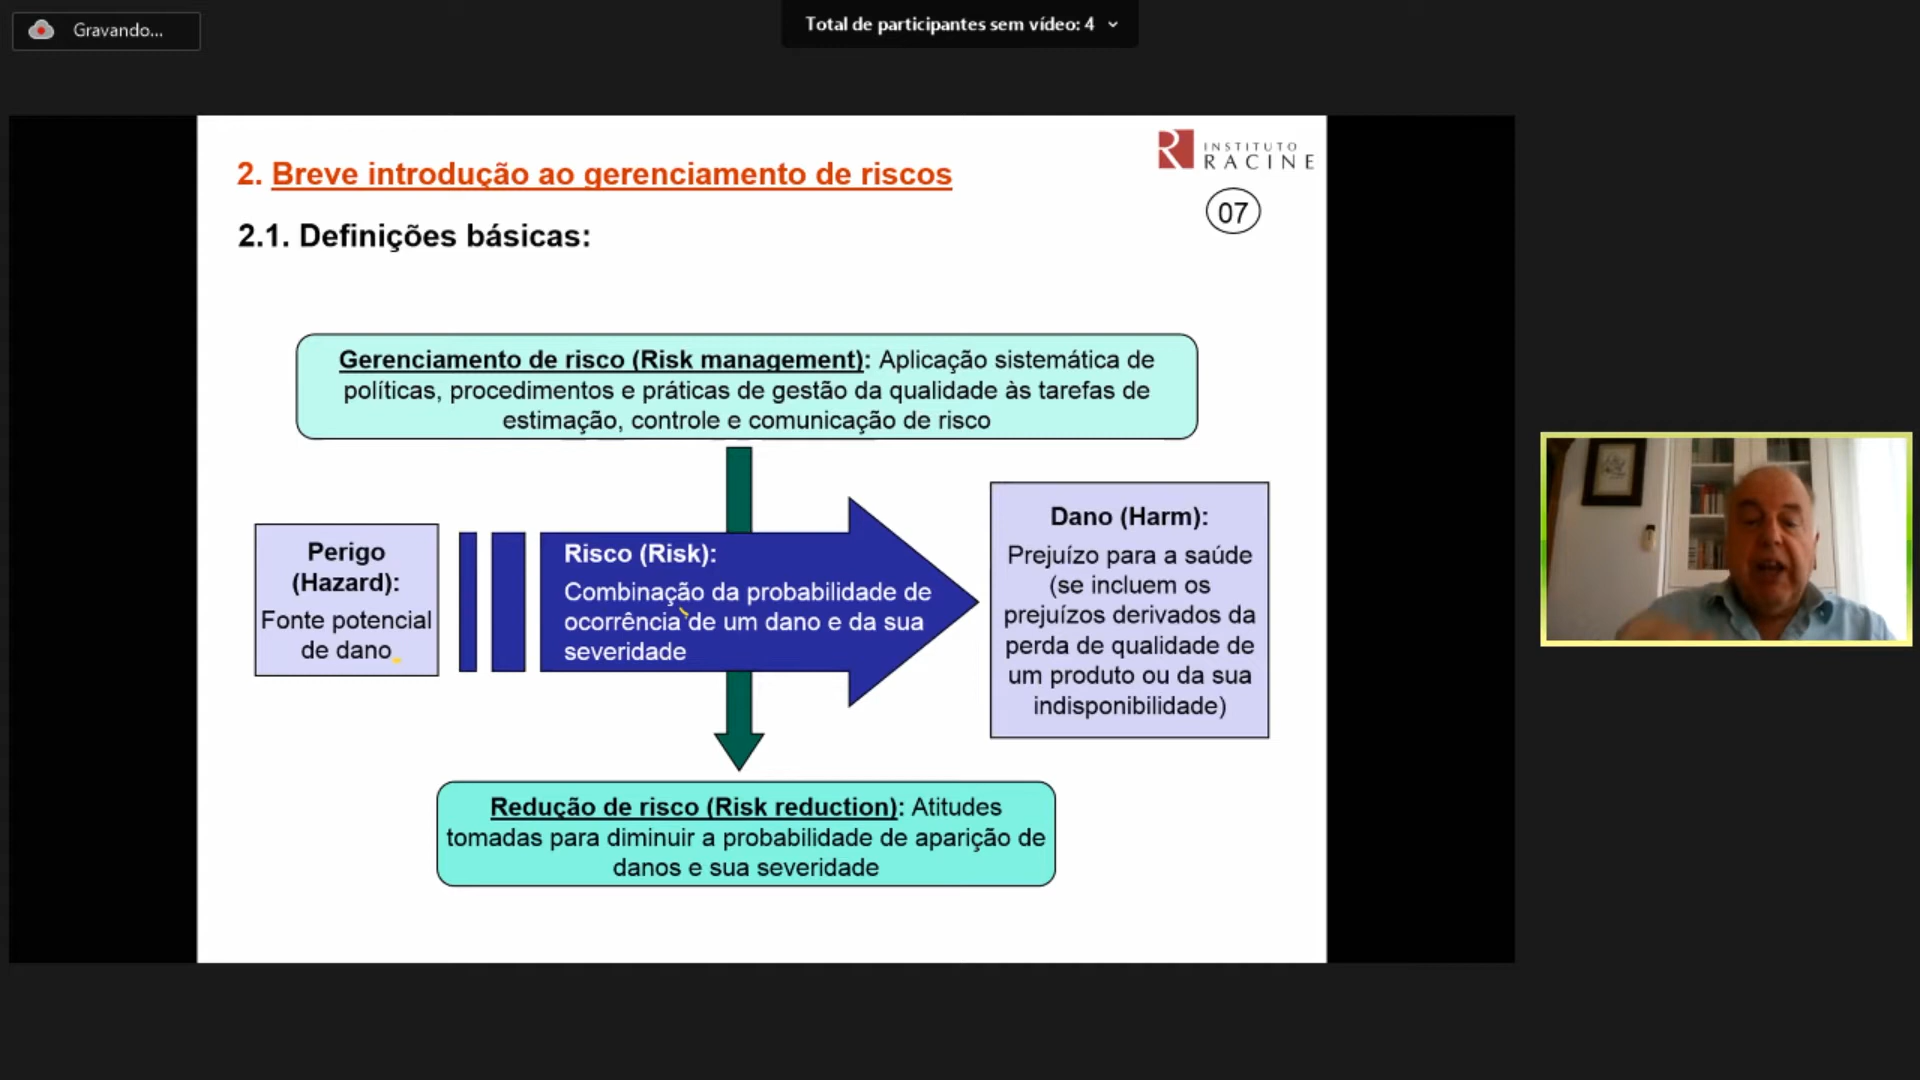 Gravando...
Total de participantes sem vídeo: 4
INSTITUTO
RACINE
2. Breve introdução ao gerenciamento de riscos
07
2.1. Definições básicas:
Gerenciamento de risco (Risk management): Aplicação sistemática de
políticas, procedimentos e práticas de gestão da qualidade às tarefas de
estimação, controle e comunicação de risco
Perigo
(Hazard):
Fonte potencial
de dano
Risco (Risk):
Combinação da probabilidade de
ocorrência de um dano e da sua
severidade
Dano (Harm):
Prejuízo para a saúde
(se incluem os
prejuízos derivados da
perda de qualidade de
um produto ou da sua
indisponibilidade)
Redução de risco (Risk reduction): Atitudes
tomadas para diminuir a probabilidade de aparição de
danos e sua severidade